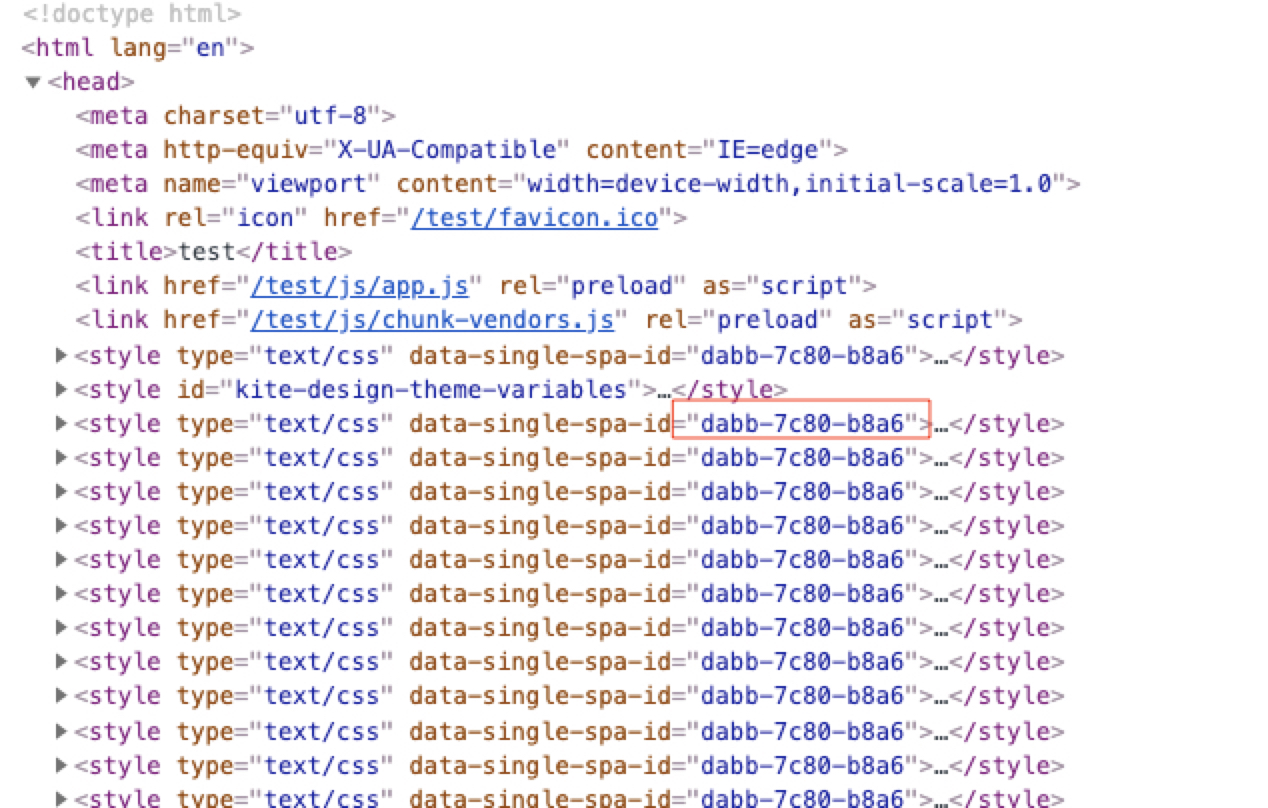 <!doctype html>
<html lang="en">
▼<head>
<meta charset="utf-8">
<meta http-equiv="X-UA-Compatible" content="IE=edge">
<meta name="viewport" content="width=device-width,initial-scale=1.0">
<link rel="icon" href="/test/favicon.ico">
<title>test</title>
<link href="/test/js/app.js" rel="preload" as="script">
<link href="/test/js/chunk-vendors.js" rel="preload" as="script">
▶<style type="text/css" data-single-spa-id="dabb-7c80-b8a6">…</style>
▶<style id="kite-design-theme-variables">…</style>
▶<style type="text/css" data-single-spa-id="dabb-7c80-b8a6">…</style>
▶<style type="text/css" data-single-spa-id="dabb-7c80-b8a6">…</style>
▶<style type="text/css" data-single-spa-id="dabb-7c80-b8a6">…</style>
▶<style type="text/css" data-single-spa-id="dabb-7c80-b8a6">…</style>
▶<style type="text/css" data-single-spa-id="dabb-7c80-b8a6">…</style>
▶<style type="text/css" data-single-spa-id="dabb-7c80-b8a6">…</style>
▶<style type="text/css" data-single-spa-id="dabb-7c80-b8a6">…</style>
▶<style type="text/css" data-single-spa-id="dabb-7c80-b8a6">…</style>
▶<style type="text/css" data-single-spa-id="dabb-7c80-b8a6">…</style>
▶<style type="text/css" data-single-spa-id="dabb-7c80-b8a6">…</style>
▶<style type="text/css" data-single-spa-id="dabb-7c80-b8a6">…</style>
▶<style type="text/css" data-single-spa-id="dabb-7c80-b8a6">…</style>